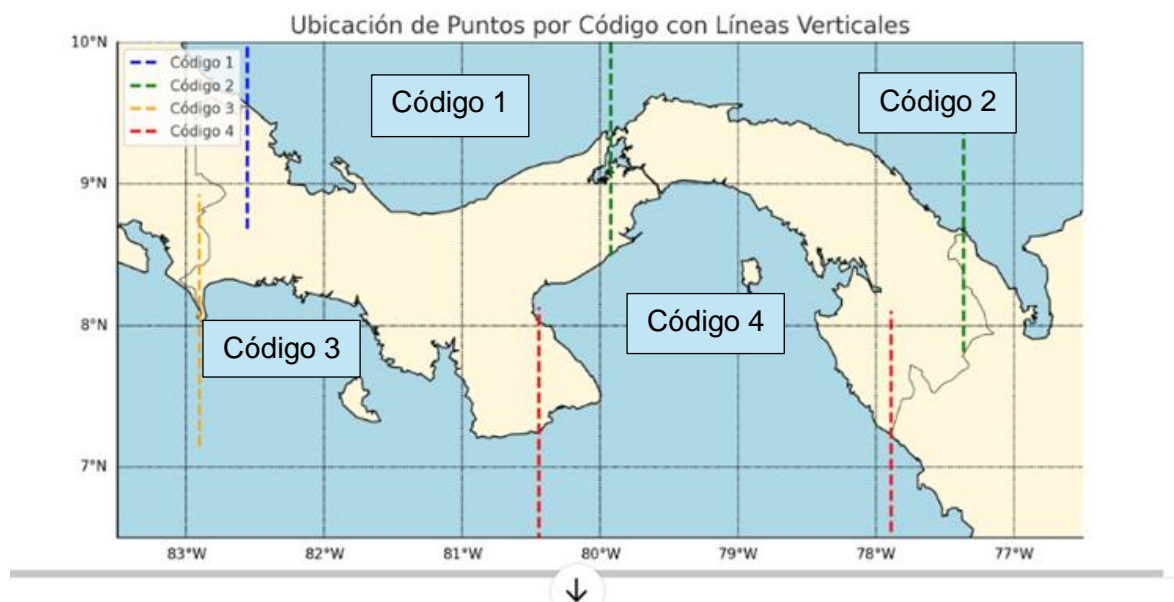 Ubicación de Puntos por Código con Líneas Verticales
10°N
Código 1
Código 2
Código 3
Código 4
Código 1
Código 2
9°N
8°N
Código 3
Código 4
7°N
83°W 82°W 81°W 80°W 79°W 78°W 77°W